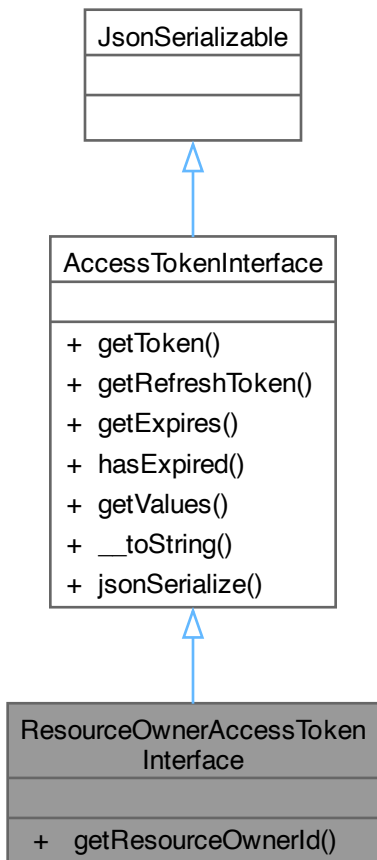 JsonSerializable
AccessTokenInterface
+ getToken()
+ getRefreshToken()
+ getExpires()
+ hasExpired()
+ getValues()
+ __toString()
+ jsonSerialize()
ResourceOwnerAccessToken
Interface
+ getResourceOwnerId()